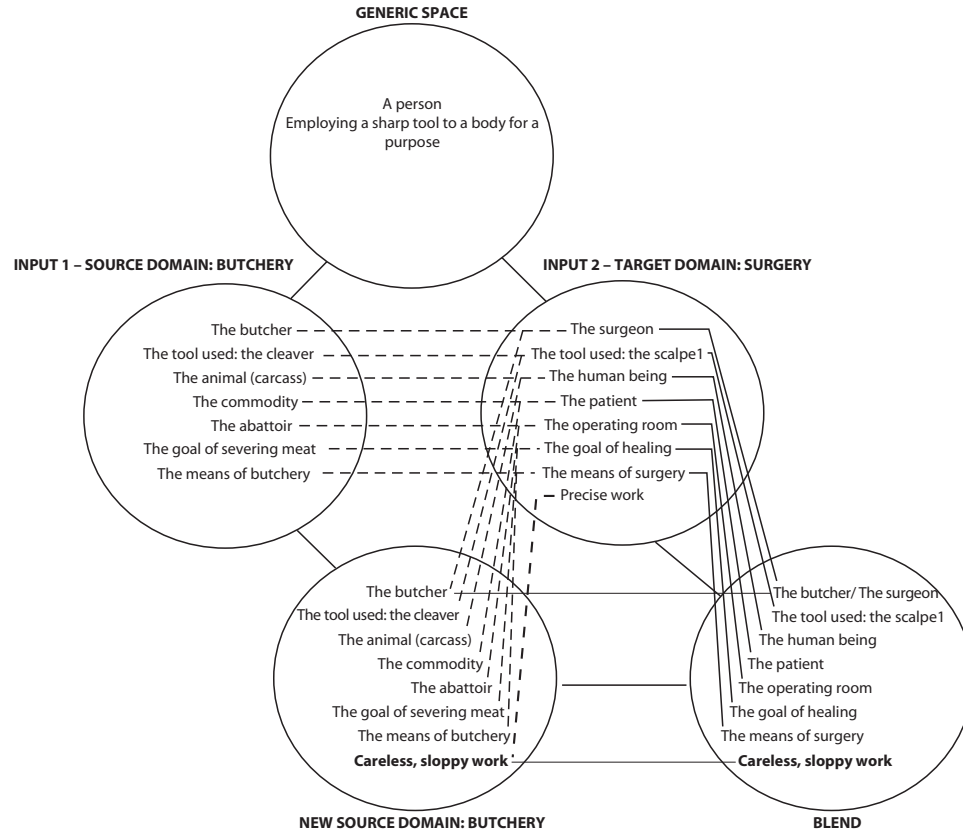 GENERIC SPACE
A person
Employing a sharp tool to a body for a
purpose
INPUT 1 – SOURCE DOMAIN: BUTCHERY
INPUT 2 – TARGET DOMAIN: SURGERY
The butcher
The tool used: the cleaver
The animal (carcass)
The commodity
The abattoir
The goal of severing meat
The means of butchery
The surgeon
The tool used: the scalpe1
The human being
The patient
The operating room
The goal of healing
The means of surgery
– Precise work
The butcher
The tool used: the cleaver
The animal (carcass)
The commodity
The abattoir
The goal of severing meat
The means of butchery
Careless, sloppy work
The butcher/ The surgeon
The tool used: the scalpe1
The human being
The patient
The operating room
The goal of healing
The means of surgery
Careless, sloppy work
NEW SOURCE DOMAIN: BUTCHERY
BLEND